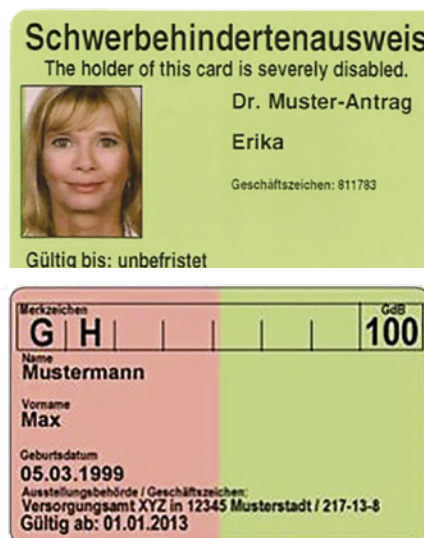 Schwerbehindertenausweis
The holder of this card is severely disabled.
Dr. Muster-Antrag
Erika
Geschäftszeichen: 811783
Gültig bis: unbefristet
Merkzeichen GdB
G H 100
Name
Mustermann
Vorname
Max
Geburtsdatum
05.03.1999
Ausstellungsbehörde / Geschäftszeichen:
Versorgungsamt XYZ in 12345 Musterstadt / 217-13-8
Gültig ab: 01.01.2013